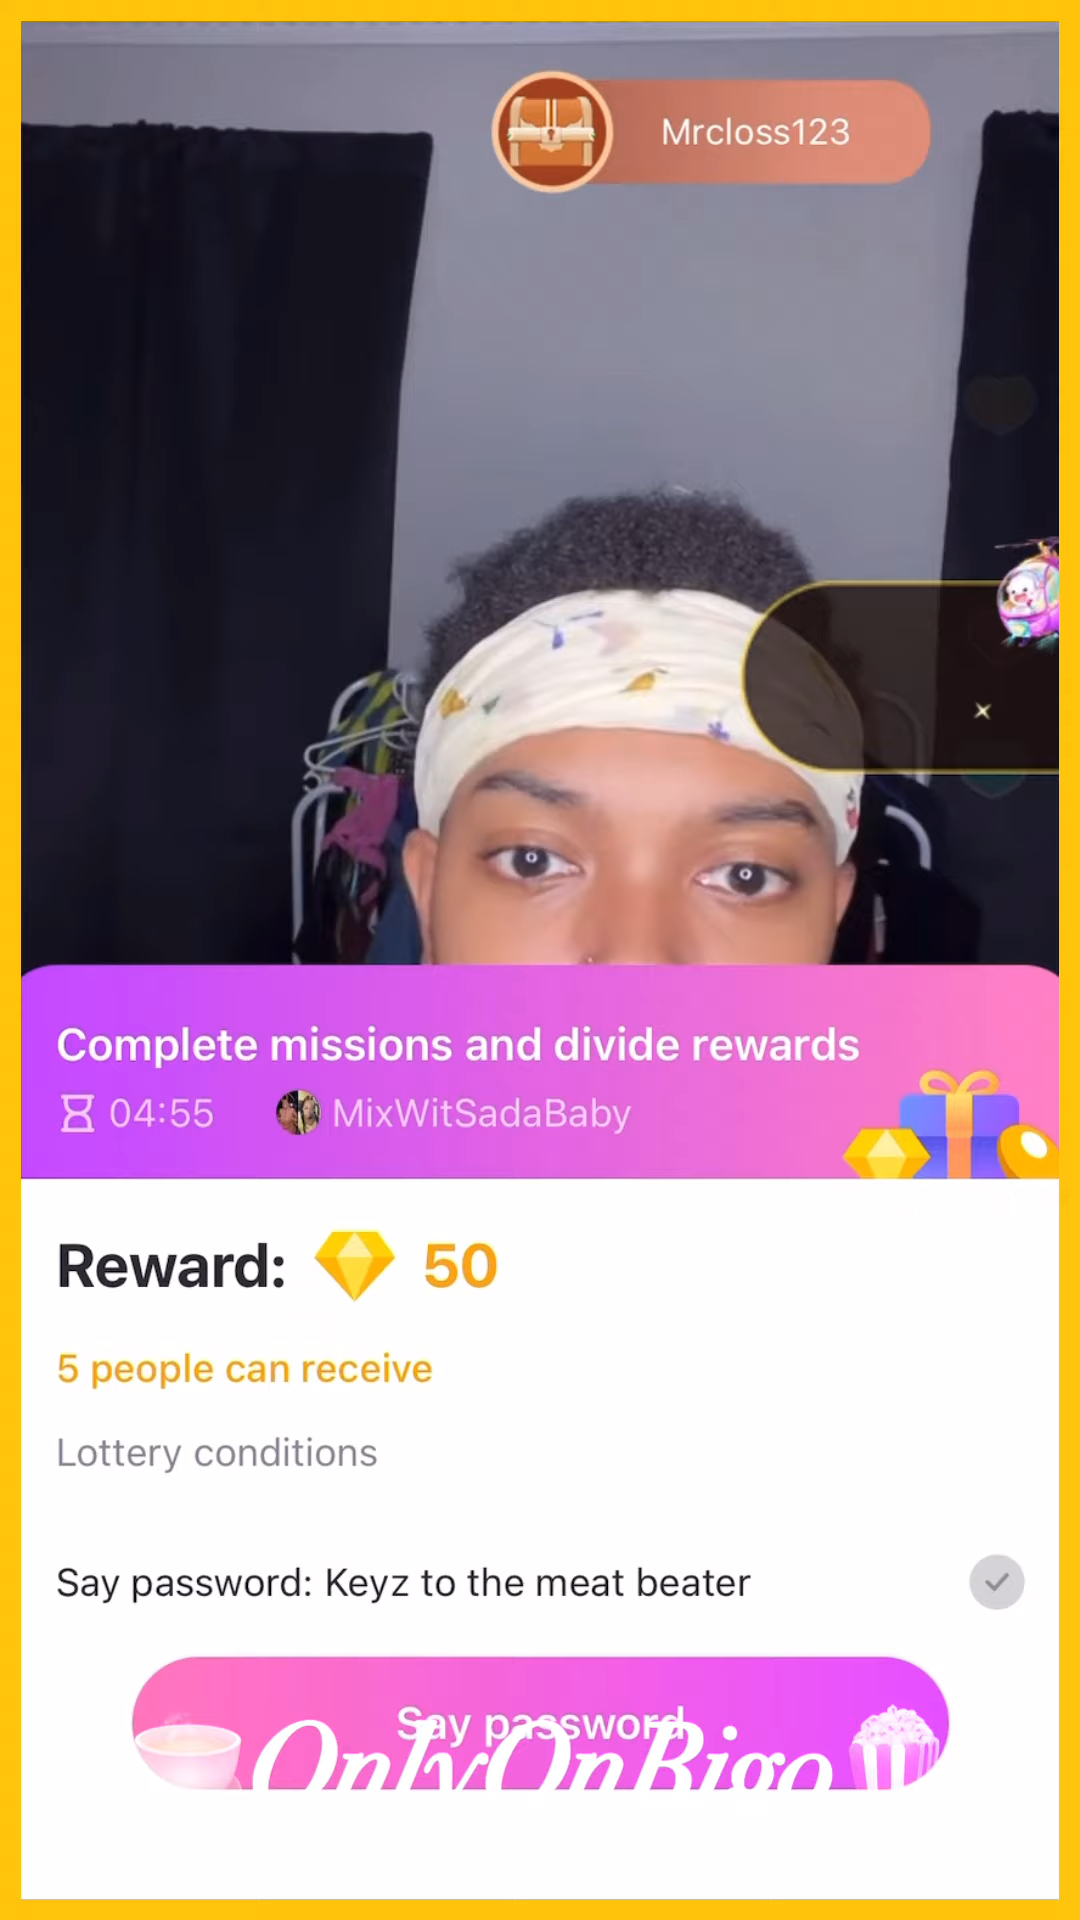 Mrcloss123
Complete missions and divide rewards
04:55 MixWitSadaBaby
Reward: 50
5 people can receive
Lottery conditions
Say password: Keyz to the meat beater
Say password
OnlyOnBigo